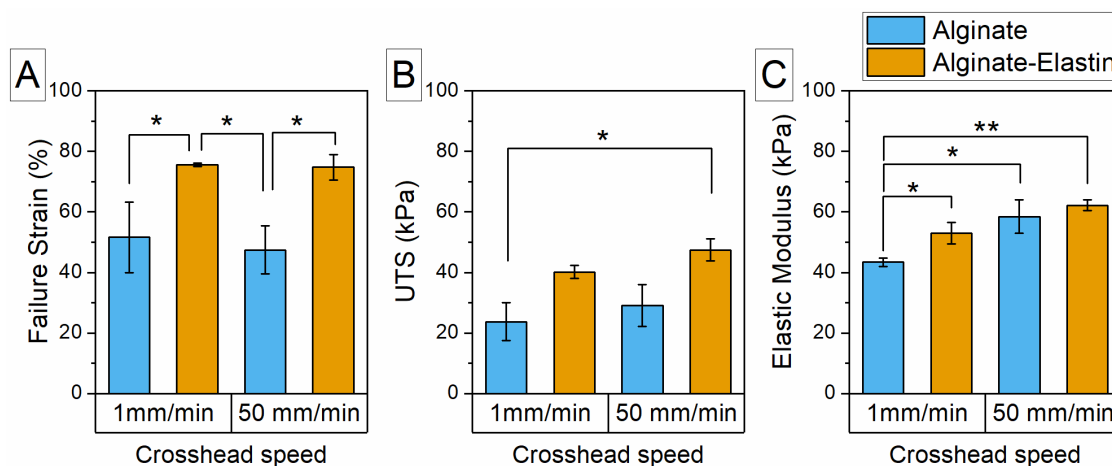 Alginate
Alginate-Elastin
A
B
C
Failure Strain (%)
100
80
60
40
20
0
*
*
*
1mm/min
50 mm/min
Crosshead speed
UTS (kPa)
100
80
60
40
20
0
*
1mm/min
50 mm/min
Crosshead speed
Elastic Modulus (kPa)
100
80
60
40
20
0
**
*
*
1mm/min
50 mm/min
Crosshead speed